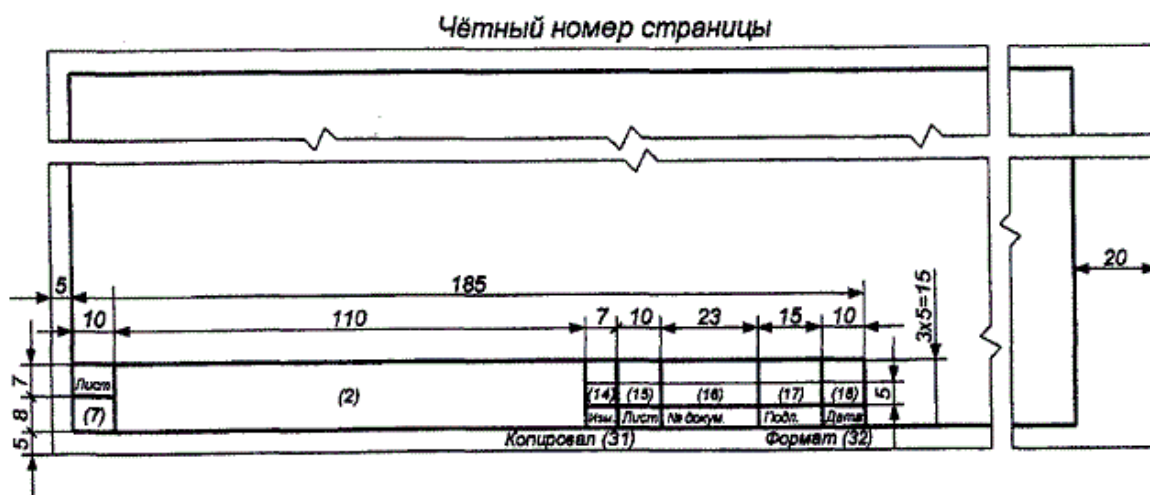 Чётный номер страницы
20
5
185
10
110
7
10
23
15
10
3х5=15
7
Лист
(2)
(14)
(15)
(16)
(17)
(18)
5
8
(7)
Изм.
Лист
№ докум.
Подп.
Дата
5
Копировал (31)
Формат (32)